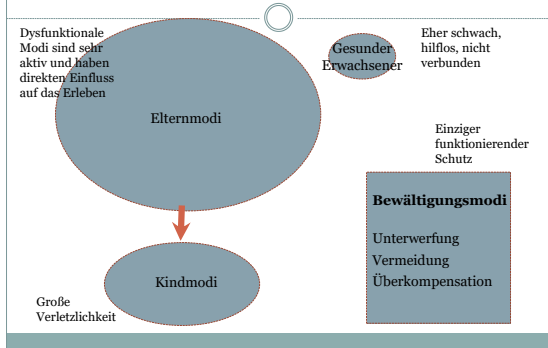 Dysfunktionale
Modi sind sehr
aktiv und haben
direkten Einfluss
auf das Erleben
Elternmodi
Gesunder
Erwachsener
Eher schwach,
hilflos, nicht
verbunden
Einziger
funktionierender
Schutz
Bewältigungsmodi
Unterwerfung
Vermeidung
Überkompensation
Kindmodi
Große
Verletzlichkeit